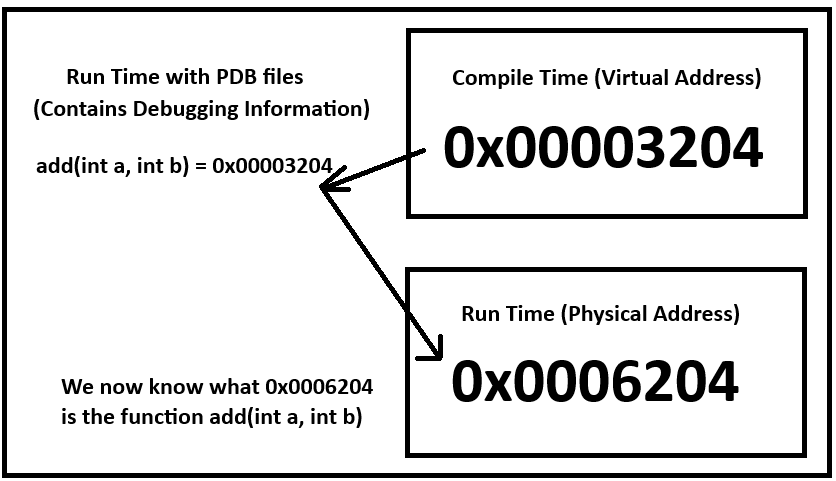 Run Time with PDB files
(Contains Debugging Information)
add(int a, int b) = 0x00003204
Compile Time (Virtual Address)
0x00003204
Run Time (Physical Address)
0x0006204
We now know what 0x0006204
is the function add(int a, int b)